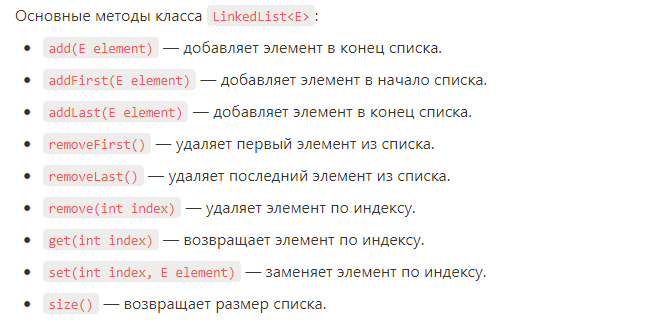 Основные методы класса LinkedList<E>:
• add(E element) — добавляет элемент в конец списка.
• addFirst(E element) — добавляет элемент в начало списка.
• addLast(E element) — добавляет элемент в конец списка.
• removeFirst() — удаляет первый элемент из списка.
• removeLast() — удаляет последний элемент из списка.
• remove(int index) — удаляет элемент по индексу.
• get(int index) — возвращает элемент по индексу.
• set(int index, E element) — заменяет элемент по индексу.
• size() — возвращает размер списка.